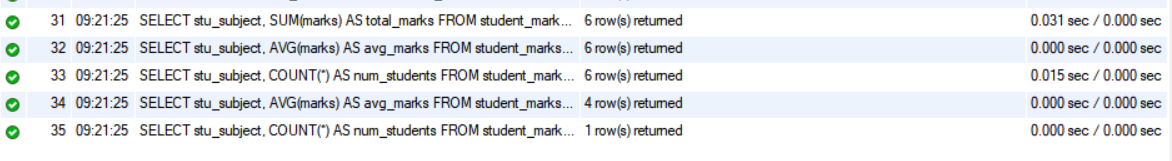 31 09:21:25 SELECT stu_subject, SUM(marks) AS total_marks FROM student_mark... 6 row(s) returned 0.031 sec / 0.000 sec
32 09:21:25 SELECT stu_subject, AVG(marks) AS avg_marks FROM student_marks... 6 row(s) returned 0.000 sec / 0.000 sec
33 09:21:25 SELECT stu_subject, COUNT(*) AS num_students FROM student_mark... 6 row(s) returned 0.015 sec / 0.000 sec
34 09:21:25 SELECT stu_subject, AVG(marks) AS avg_marks FROM student_marks... 4 row(s) returned 0.000 sec / 0.000 sec
35 09:21:25 SELECT stu_subject, COUNT(*) AS num_students FROM student_mark... 1 row(s) returned 0.000 sec / 0.000 sec